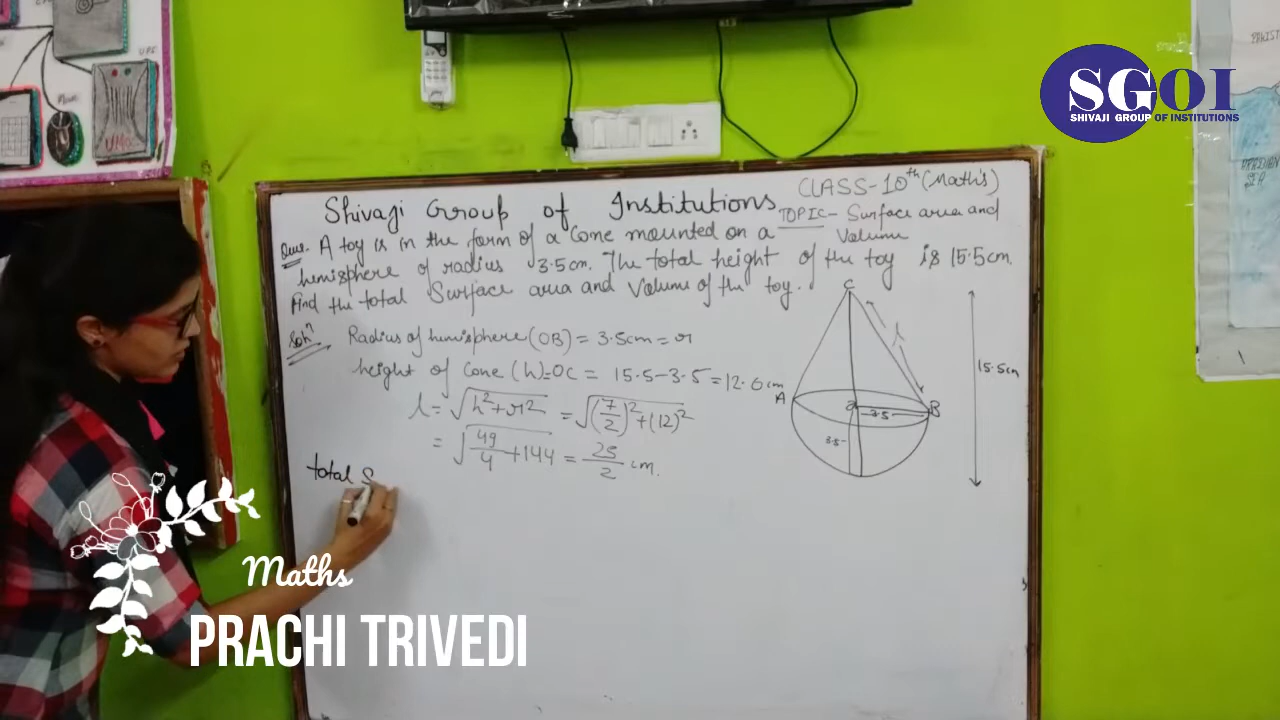 UPS
Mouse
SGOI
SHIVAJI GROUP OF INSTITUTIONS
Shivaji Group of Institutions
CLASS-10th (Maths)
TOPIC- Surface area and
Volume
Ques. A toy is in the form of a Cone mounted on a
hemisphere of radius 3.5cm. The total height of the toy is 15.5cm.
Find the total Surface area and Volume of the toy.
Soln Radius of hemisphere (OB) = 3.5cm = r
height of Cone (h)=OC = 15.5-3.5 = 12.0cm
l = √h²+r² = √(7/2)²+(12)²
= √49/4+144 = 25/2 cm.
total S
C
l
15.5cm
A
O
3.5
B
3.5
Maths
PRACHI TRIVEDI